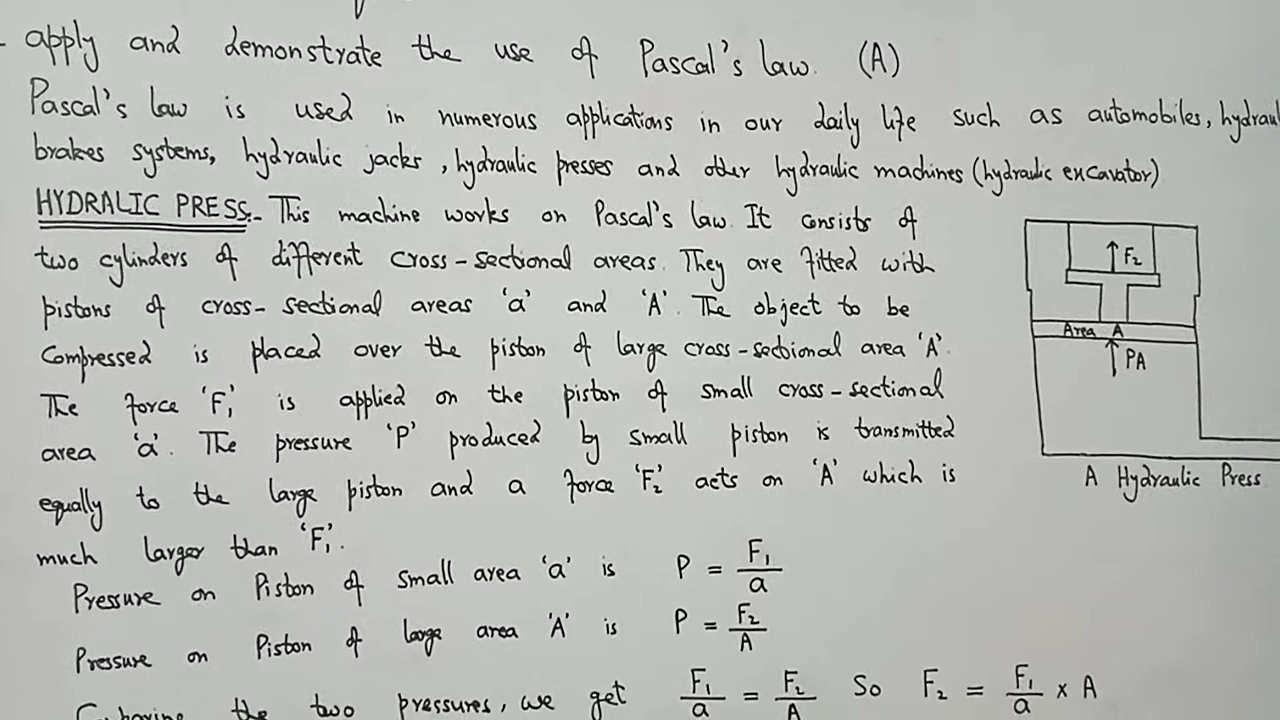 - apply and demonstrate the use of Pascal's law. (A)
Pascal's law is used in numerous applications in our daily life such as automobiles, hydraul
brakes systems, hydraulic jacks, hydraulic presses and other hydraulic machines (hydraulic excavator)
HYDRALIC PRESS:- This machine works on Pascal's law. It consists of
two cylinders of different cross-sectional areas. They are fitted with
pistons of cross-sectional areas 'a' and 'A'. The object to be
compressed is placed over the piston of large cross-sectional area 'A'.
The force 'F₁' is applied on the piston of small cross-sectional
area 'a'. The pressure 'P' produced by small piston is transmitted
equally to the large piston and a force 'F₂' acts on 'A' which is
much larger than 'F₁'.
Pressure on Piston of small area 'a' is P = F₁/a
Pressure on Piston of large area 'A' is P = F₂/A
the two pressures, we get F₁/a = F₂/A So F₂ = F₁/a × A
F₂
Area A
PA
A Hydraulic Press